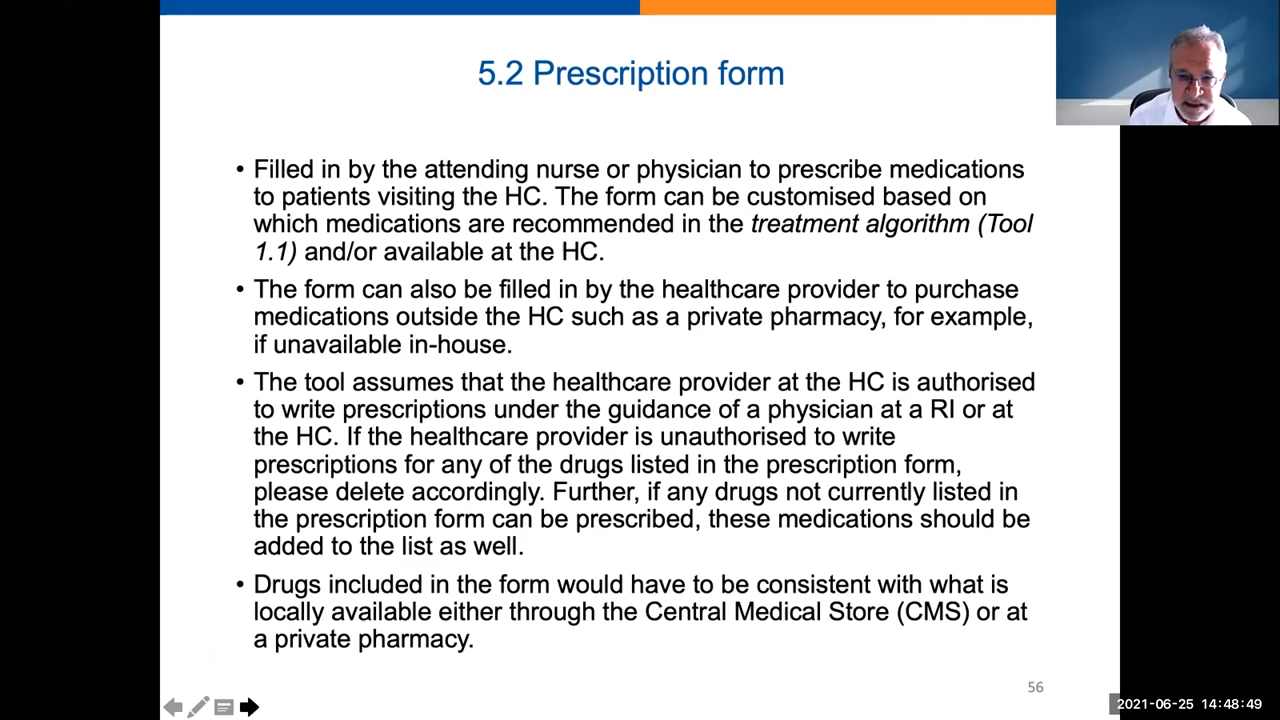 5.2 Prescription form
• Filled in by the attending nurse or physician to prescribe medications
to patients visiting the HC. The form can be customised based on
which medications are recommended in the treatment algorithm (Tool
1.1) and/or available at the HC.
• The form can also be filled in by the healthcare provider to purchase
medications outside the HC such as a private pharmacy, for example,
if unavailable in-house.
• The tool assumes that the healthcare provider at the HC is authorised
to write prescriptions under the guidance of a physician at a RI or at
the HC. If the healthcare provider is unauthorised to write
prescriptions for any of the drugs listed in the prescription form,
please delete accordingly. Further, if any drugs not currently listed in
the prescription form can be prescribed, these medications should be
added to the list as well.
• Drugs included in the form would have to be consistent with what is
locally available either through the Central Medical Store (CMS) or at
a private pharmacy.
56
2021-06-25 14:48:49